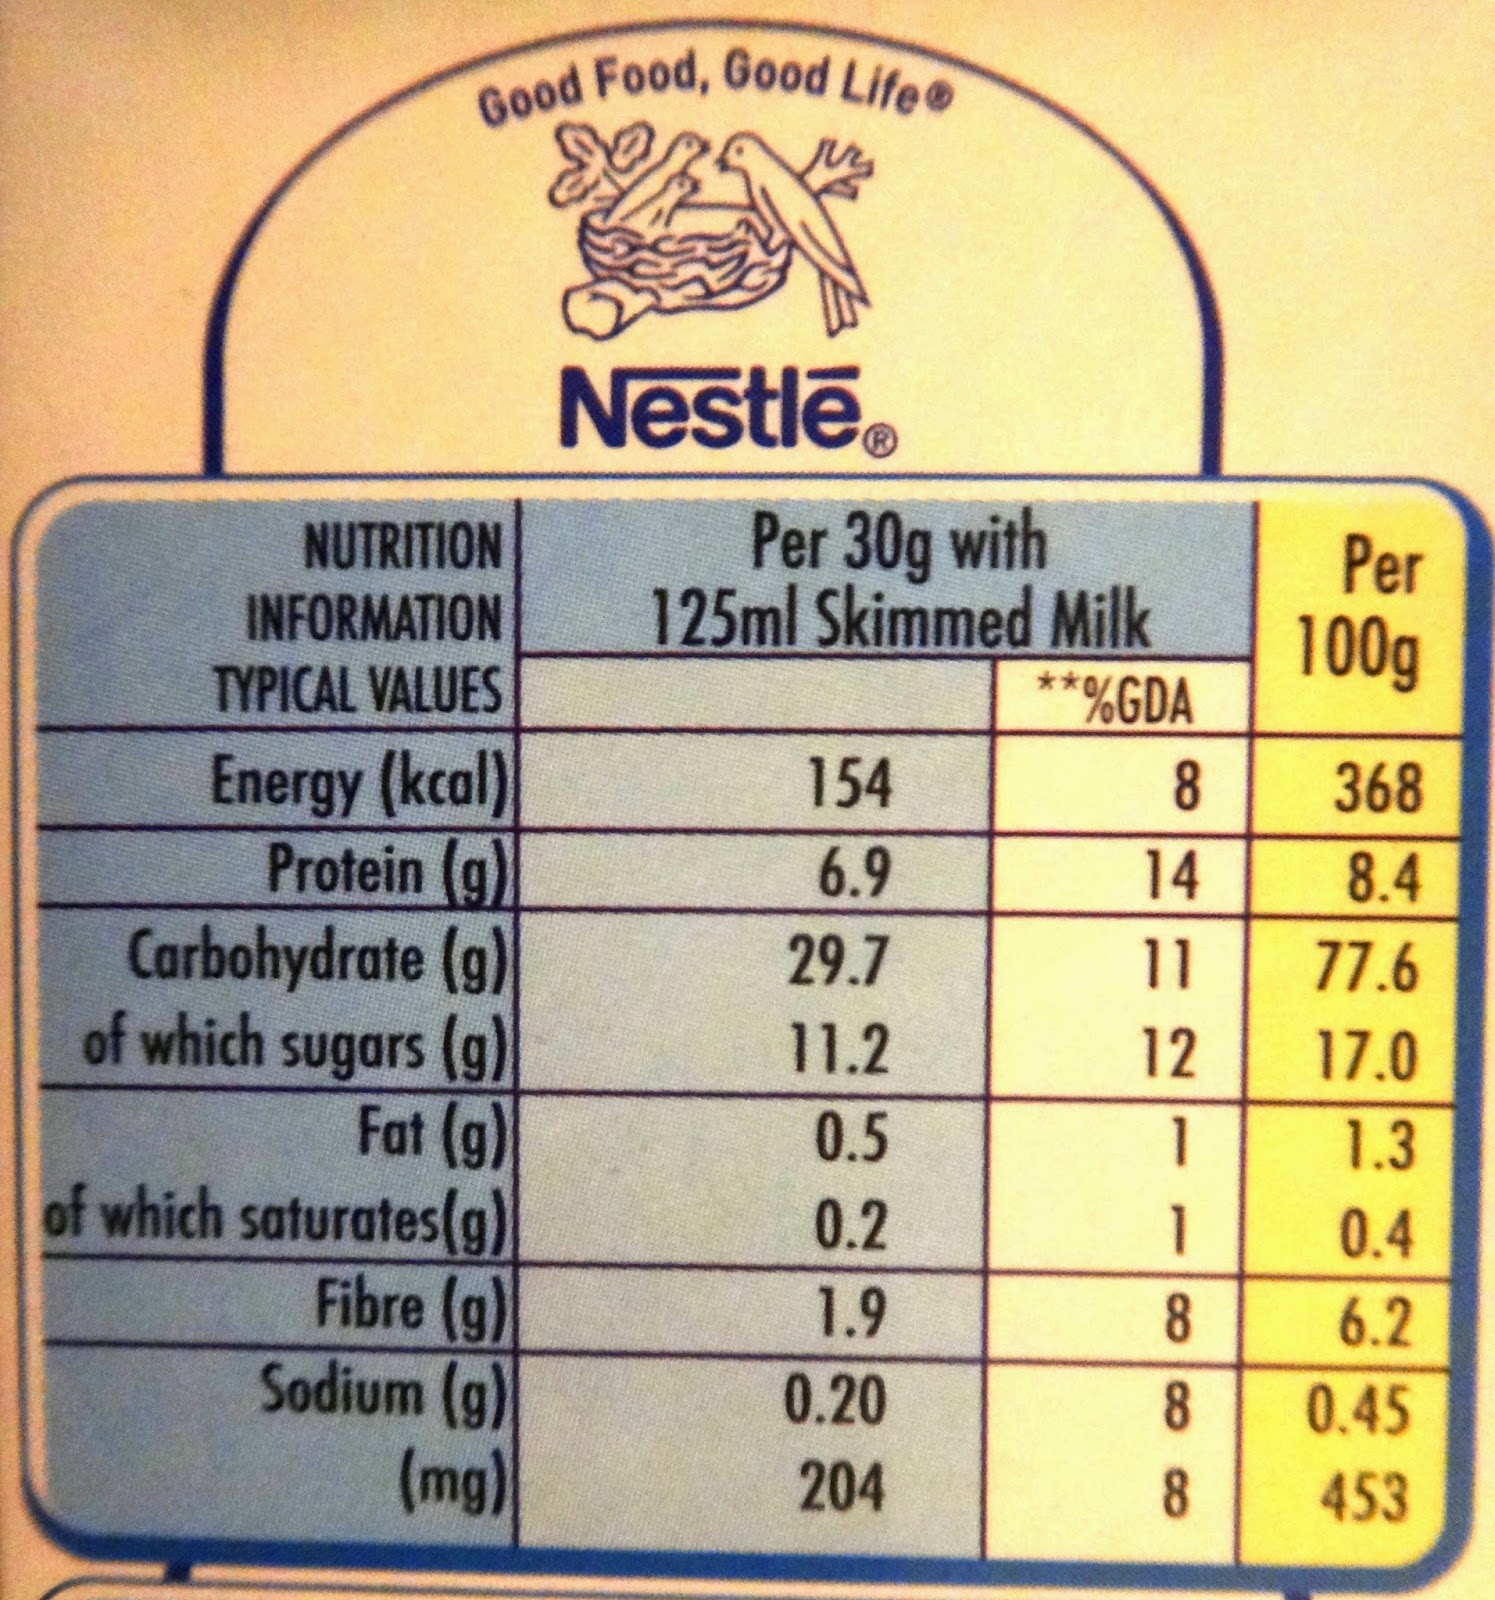 Good Food, Good Life®
Nestlē®
NUTRITION INFORMATION TYPICAL VALUES
Per 30g with
125ml Skimmed Milk
**%GDA
Per 100g
Energy (kcal) 154 8 368
Protein (g) 6.9 14 8.4
Carbohydrate (g) 29.7 11 77.6
of which sugars (g) 11.2 12 17.0
Fat (g) 0.5 1 1.3
of which saturates(g) 0.2 1 0.4
Fibre (g) 1.9 8 6.2
Sodium (g) 0.20 8 0.45
(mg) 204 8 453